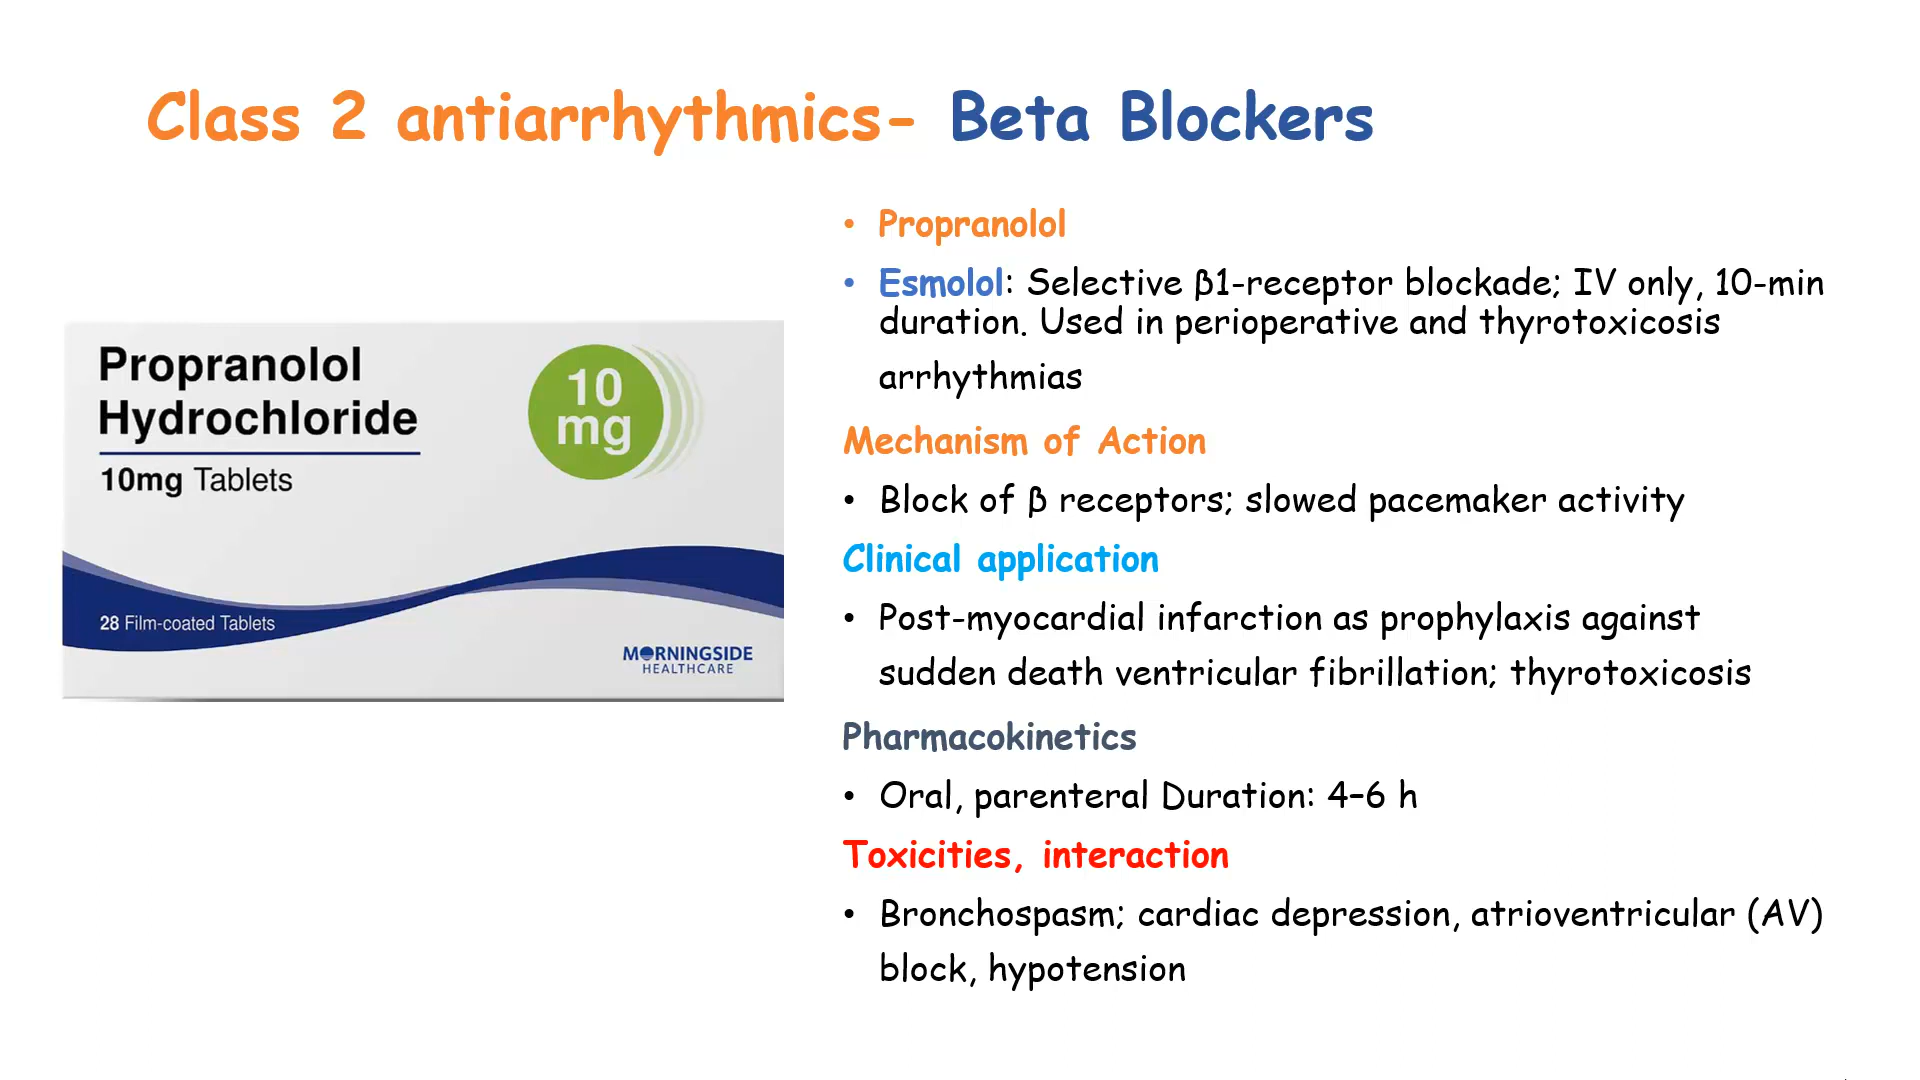 Class 2 antiarrhythmics- Beta Blockers
Propranolol
Hydrochloride
10mg Tablets
10
mg
28 Film-coated Tablets
MORNINGSIDE
HEALTHCARE
• Propranolol
• Esmolol: Selective β1-receptor blockade; IV only, 10-min
duration. Used in perioperative and thyrotoxicosis
arrhythmias
Mechanism of Action
• Block of β receptors; slowed pacemaker activity
Clinical application
• Post-myocardial infarction as prophylaxis against
sudden death ventricular fibrillation; thyrotoxicosis
Pharmacokinetics
• Oral, parenteral Duration: 4–6 h
Toxicities, interaction
• Bronchospasm; cardiac depression, atrioventricular (AV)
block, hypotension